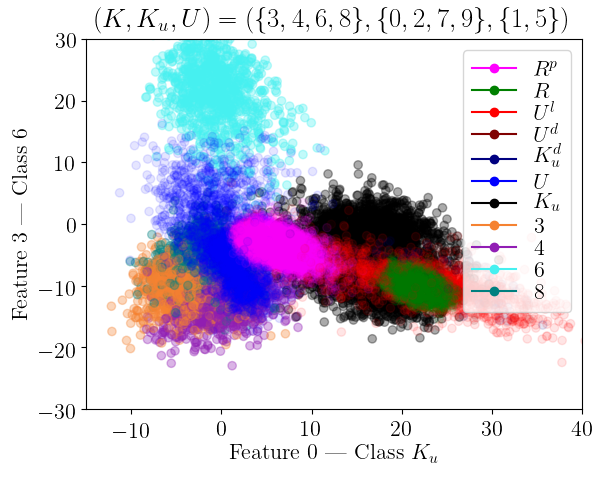 (K, K_u, U) = ({3, 4, 6, 8}, {0, 2, 7, 9}, {1, 5})
30
20
10
0
−10
−20
−30
Feature 3 — Class 6
R^p
R
U^l
U^d
K_u^d
U
K_u
3
4
6
8
−10
0
10
20
30
40
Feature 0 — Class K_u